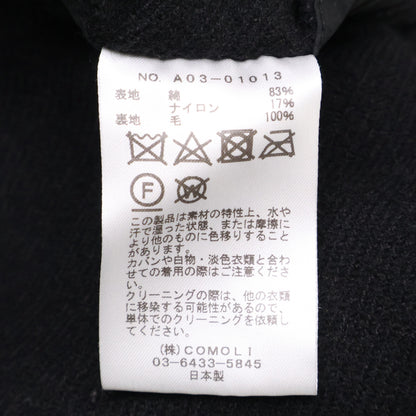 NO. A03-01013
表地 綿 83%
ナイロン 17%
裏地 毛 100%
F W
この製品は素材の特性上、水や
汗で湿った状態、または摩擦に
より他のものに色移りすること
があります。
カバンや白物・淡色衣類と合わ
せての着用の際はご注意くださ
い。
クリーニングの際は、他の衣類
に移染する可能性があるので、
単体でのクリーニングを依頼し
てください。
(株) COMOLI
03-6433-5845
日本製